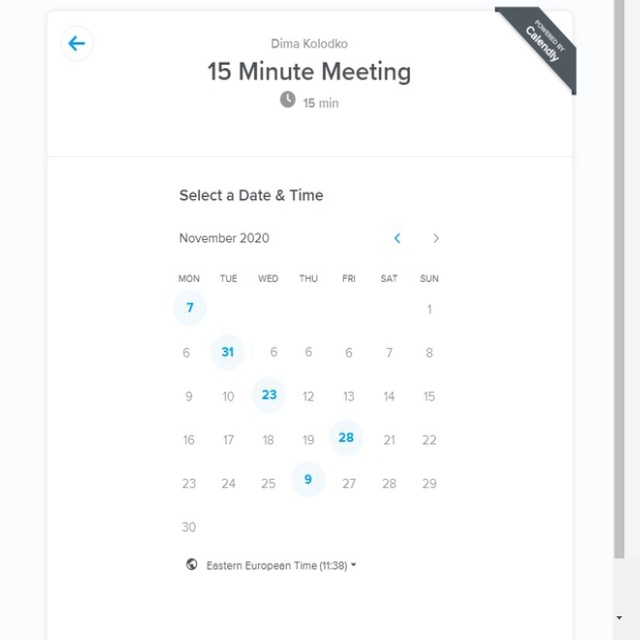 POWERED BY
Calendly
Dima Kolodko
15 Minute Meeting
15 min
Select a Date & Time
November 2020
MON TUE WED THU FRI SAT SUN
7 1
6 31 6 6 6 7 8
9 10 23 12 13 14 15
16 17 18 19 28 21 22
23 24 25 9 27 28 29
30
Eastern European Time (11:38)